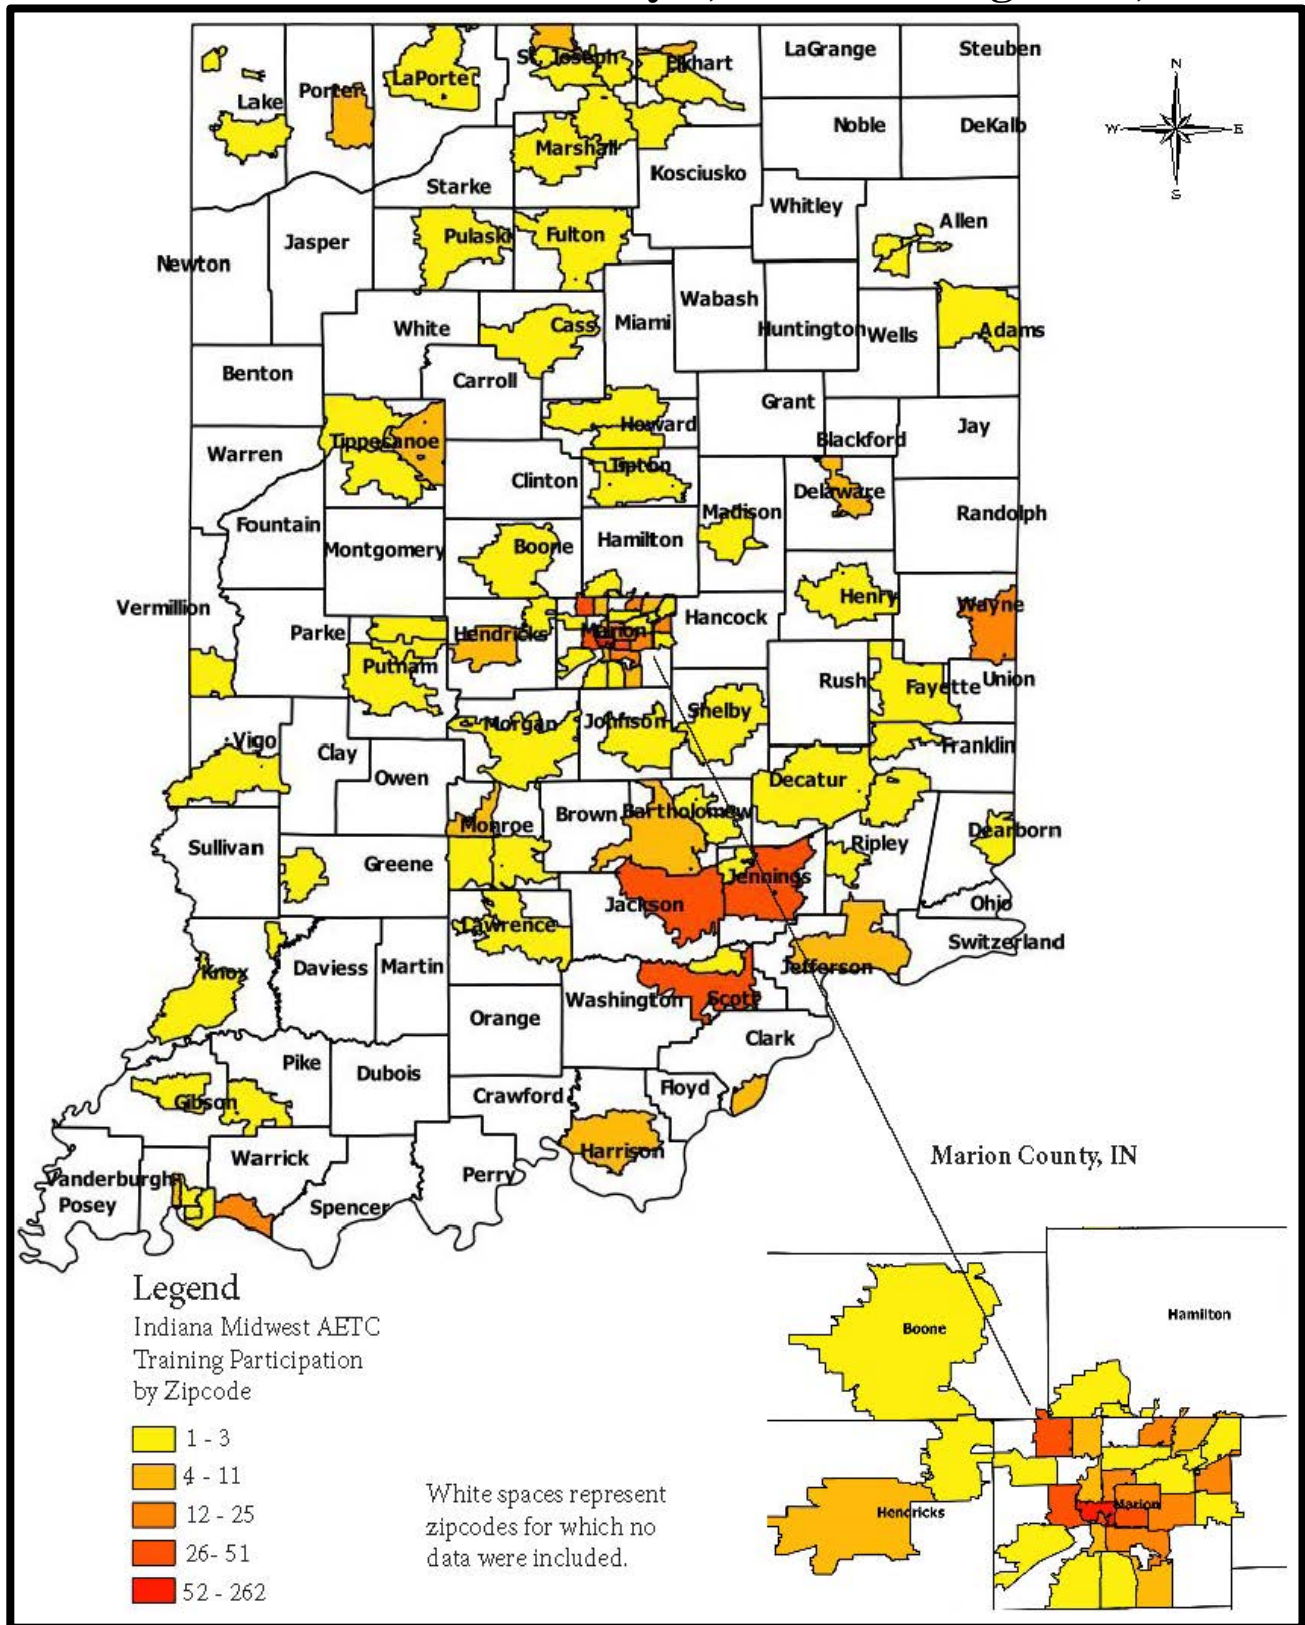 N
W
E
S
LaGrange
Steuben
St. Joseph
Elkhart
LaPorte
Porter
Lake
Noble
DeKalb
Marshall
Kosciusko
Starke
Whitley
Allen
Jasper
Pulaski
Fulton
Newton
Wabash
Miami
Huntington
Wells
Adams
White
Cass
Benton
Carroll
Grant
Howard
Jay
Blackford
Tippecanoe
Warren
Tipton
Clinton
Delaware
Madison
Randolph
Fountain
Hamilton
Boone
Montgomery
Henry
Wayne
Vermillion
Hancock
Parke
Hendricks
Marion
Putnam
Rush
Fayette
Union
Shelby
Morgan
Johnson
Vigo
Clay
Franklin
Owen
Decatur
Brown
Bartholomew
Monroe
Dearborn
Ripley
Sullivan
Greene
Jennings
Jackson
Ohio
Lawrence
Switzerland
Knox
Daviess
Martin
Jefferson
Washington
Scott
Orange
Clark
Pike
Dubois
Crawford
Floyd
Gibson
Harrison
Warrick
Perry
Vanderburgh
Posey
Spencer
Marion County, IN
Legend
Indiana Midwest AETC
Training Participation
by Zipcode
1 - 3
4 - 11
12 - 25
26- 51
52 - 262
White spaces represent
zipcodes for which no
data were included.
Hamilton
Boone
Hendricks
Marion